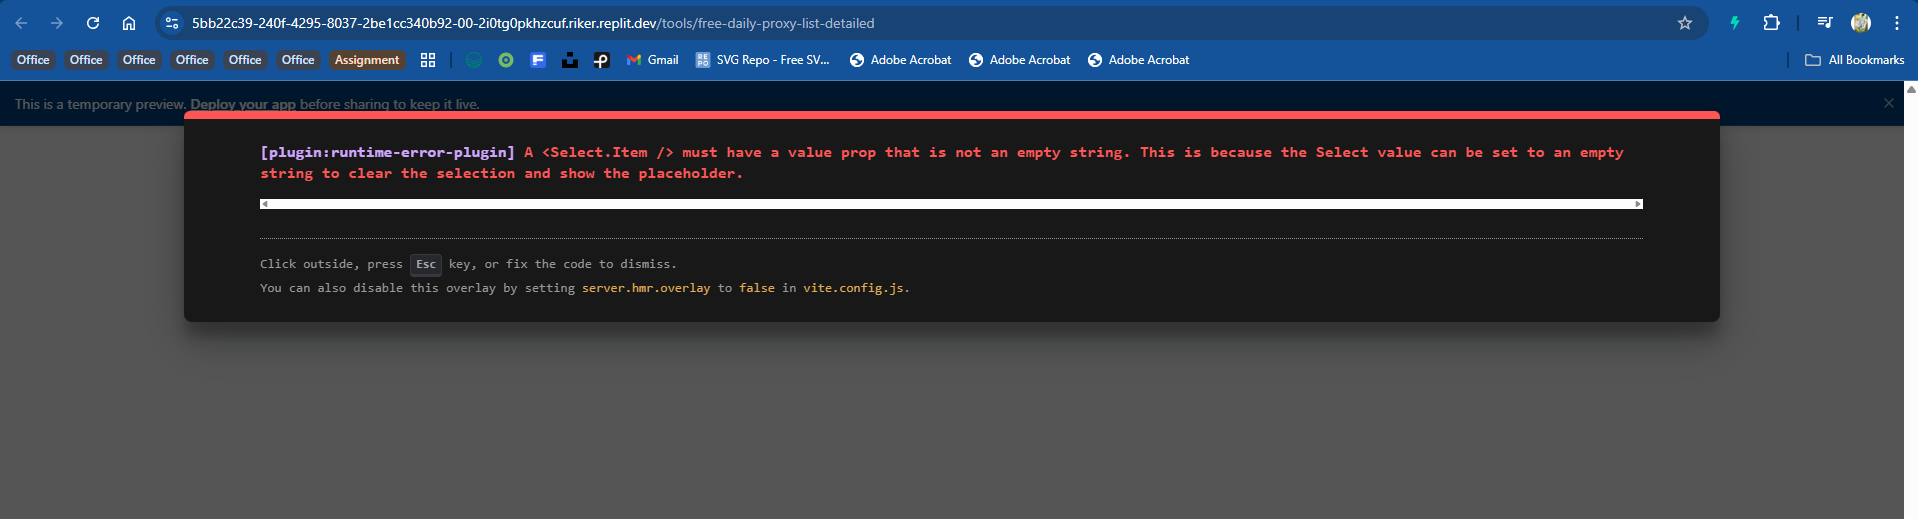 5bb22c39-240f-4295-8037-2be1cc340b92-00-2i0tg0pkhzcuf.riker.replit.dev/tools/free-daily-proxy-list-detailed
Office Office Office Office Office Office Assignment Gmail SVG Repo - Free SV... Adobe Acrobat Adobe Acrobat Adobe Acrobat All Bookmarks
This is a temporary preview. Deploy your app before sharing to keep it live.
[plugin:runtime-error-plugin] A <Select.Item /> must have a value prop that is not an empty string. This is because the Select value can be set to an empty
string to clear the selection and show the placeholder.
Click outside, press Esc key, or fix the code to dismiss.
You can also disable this overlay by setting server.hmr.overlay to false in vite.config.js.